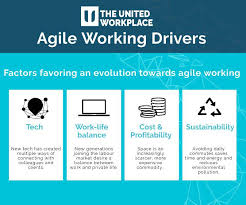 THE UNITED
WORKPLACE
Agile Working Drivers
Factors favoring an evolution towards agile working
Tech
New tech has created
multiple ways of
connecting with
colleagues and
clients.
Work-life
balance
New generations
joining the labour
market desire a
balance between
work and private life
Cost &
Profitability
Space is an
increasingly,
scarcer, more
expensive
commodity.
Sustainability
Avoiding daily
commutes saves
time and energy
and reduces
environmental
pollution.